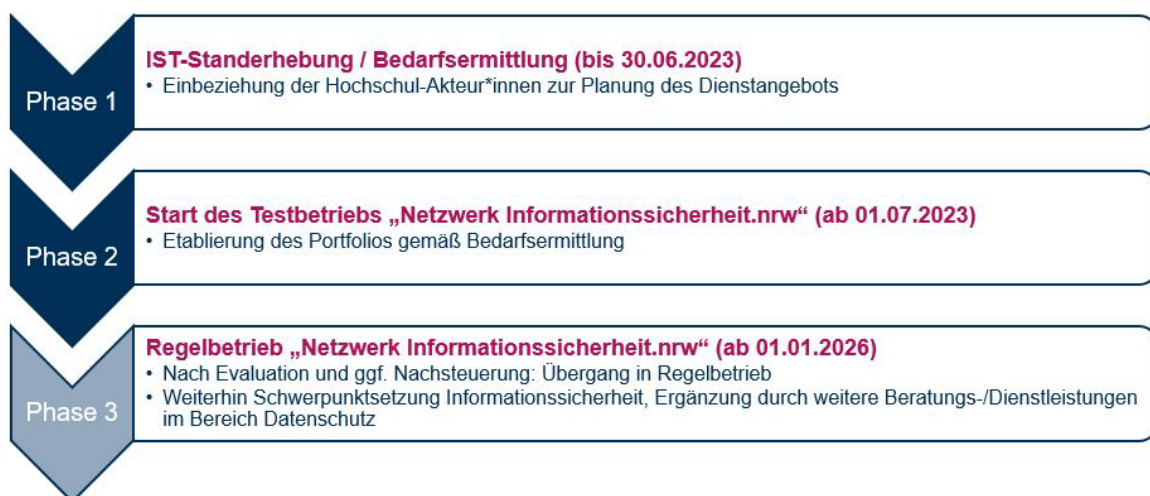 Phase 1
IST-Standerhebung / Bedarfsermittlung (bis 30.06.2023)
• Einbeziehung der Hochschul-Akteur*innen zur Planung des Dienstangebots
Phase 2
Start des Testbetriebs „Netzwerk Informationssicherheit.nrw“ (ab 01.07.2023)
• Etablierung des Portfolios gemäß Bedarfsermittlung
Phase 3
Regelbetrieb „Netzwerk Informationssicherheit.nrw“ (ab 01.01.2026)
• Nach Evaluation und ggf. Nachsteuerung: Übergang in Regelbetrieb
• Weiterhin Schwerpunktsetzung Informationssicherheit, Ergänzung durch weitere Beratungs-/Dienstleistungen
im Bereich Datenschutz